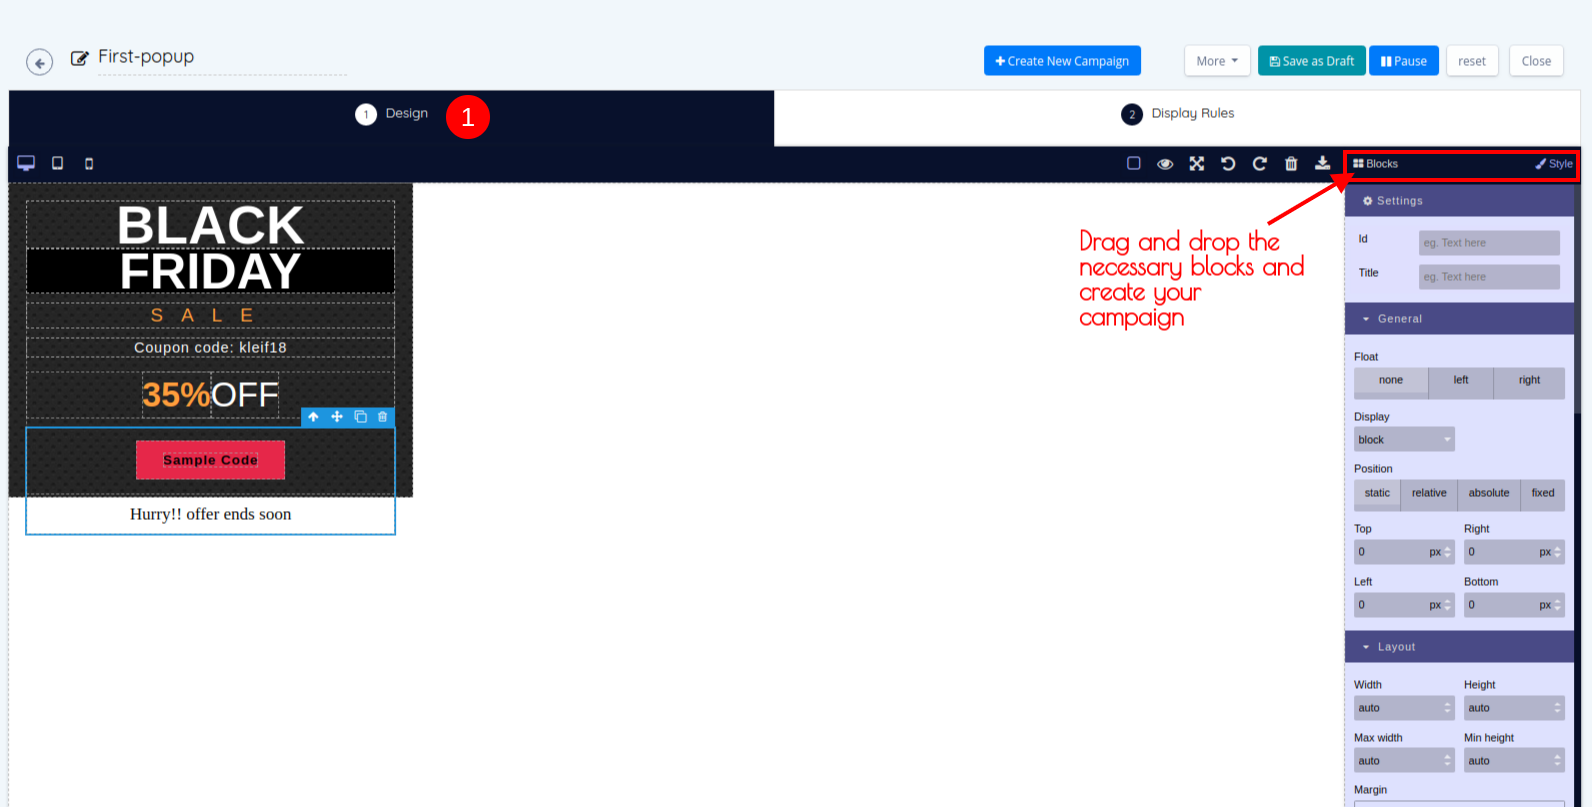 First-popup
Create New Campaign
More
Save as Draft
Pause
reset
Close
1 Design 1
2 Display Rules
Blocks
Style
BLACK
FRIDAY
SALE
Coupon code: kleif18
35%OFF
Sample Code
Hurry!! offer ends soon
Drag and drop the
necessary blocks and
create your
campaign
Settings
Id eg. Text here
Title eg. Text here
General
Float
none left right
Display
block
Position
static relative absolute fixed
Top Right
0 px 0 px
Left Bottom
0 px 0 px
Layout
Width Height
auto auto
Max width Min height
auto auto
Margin